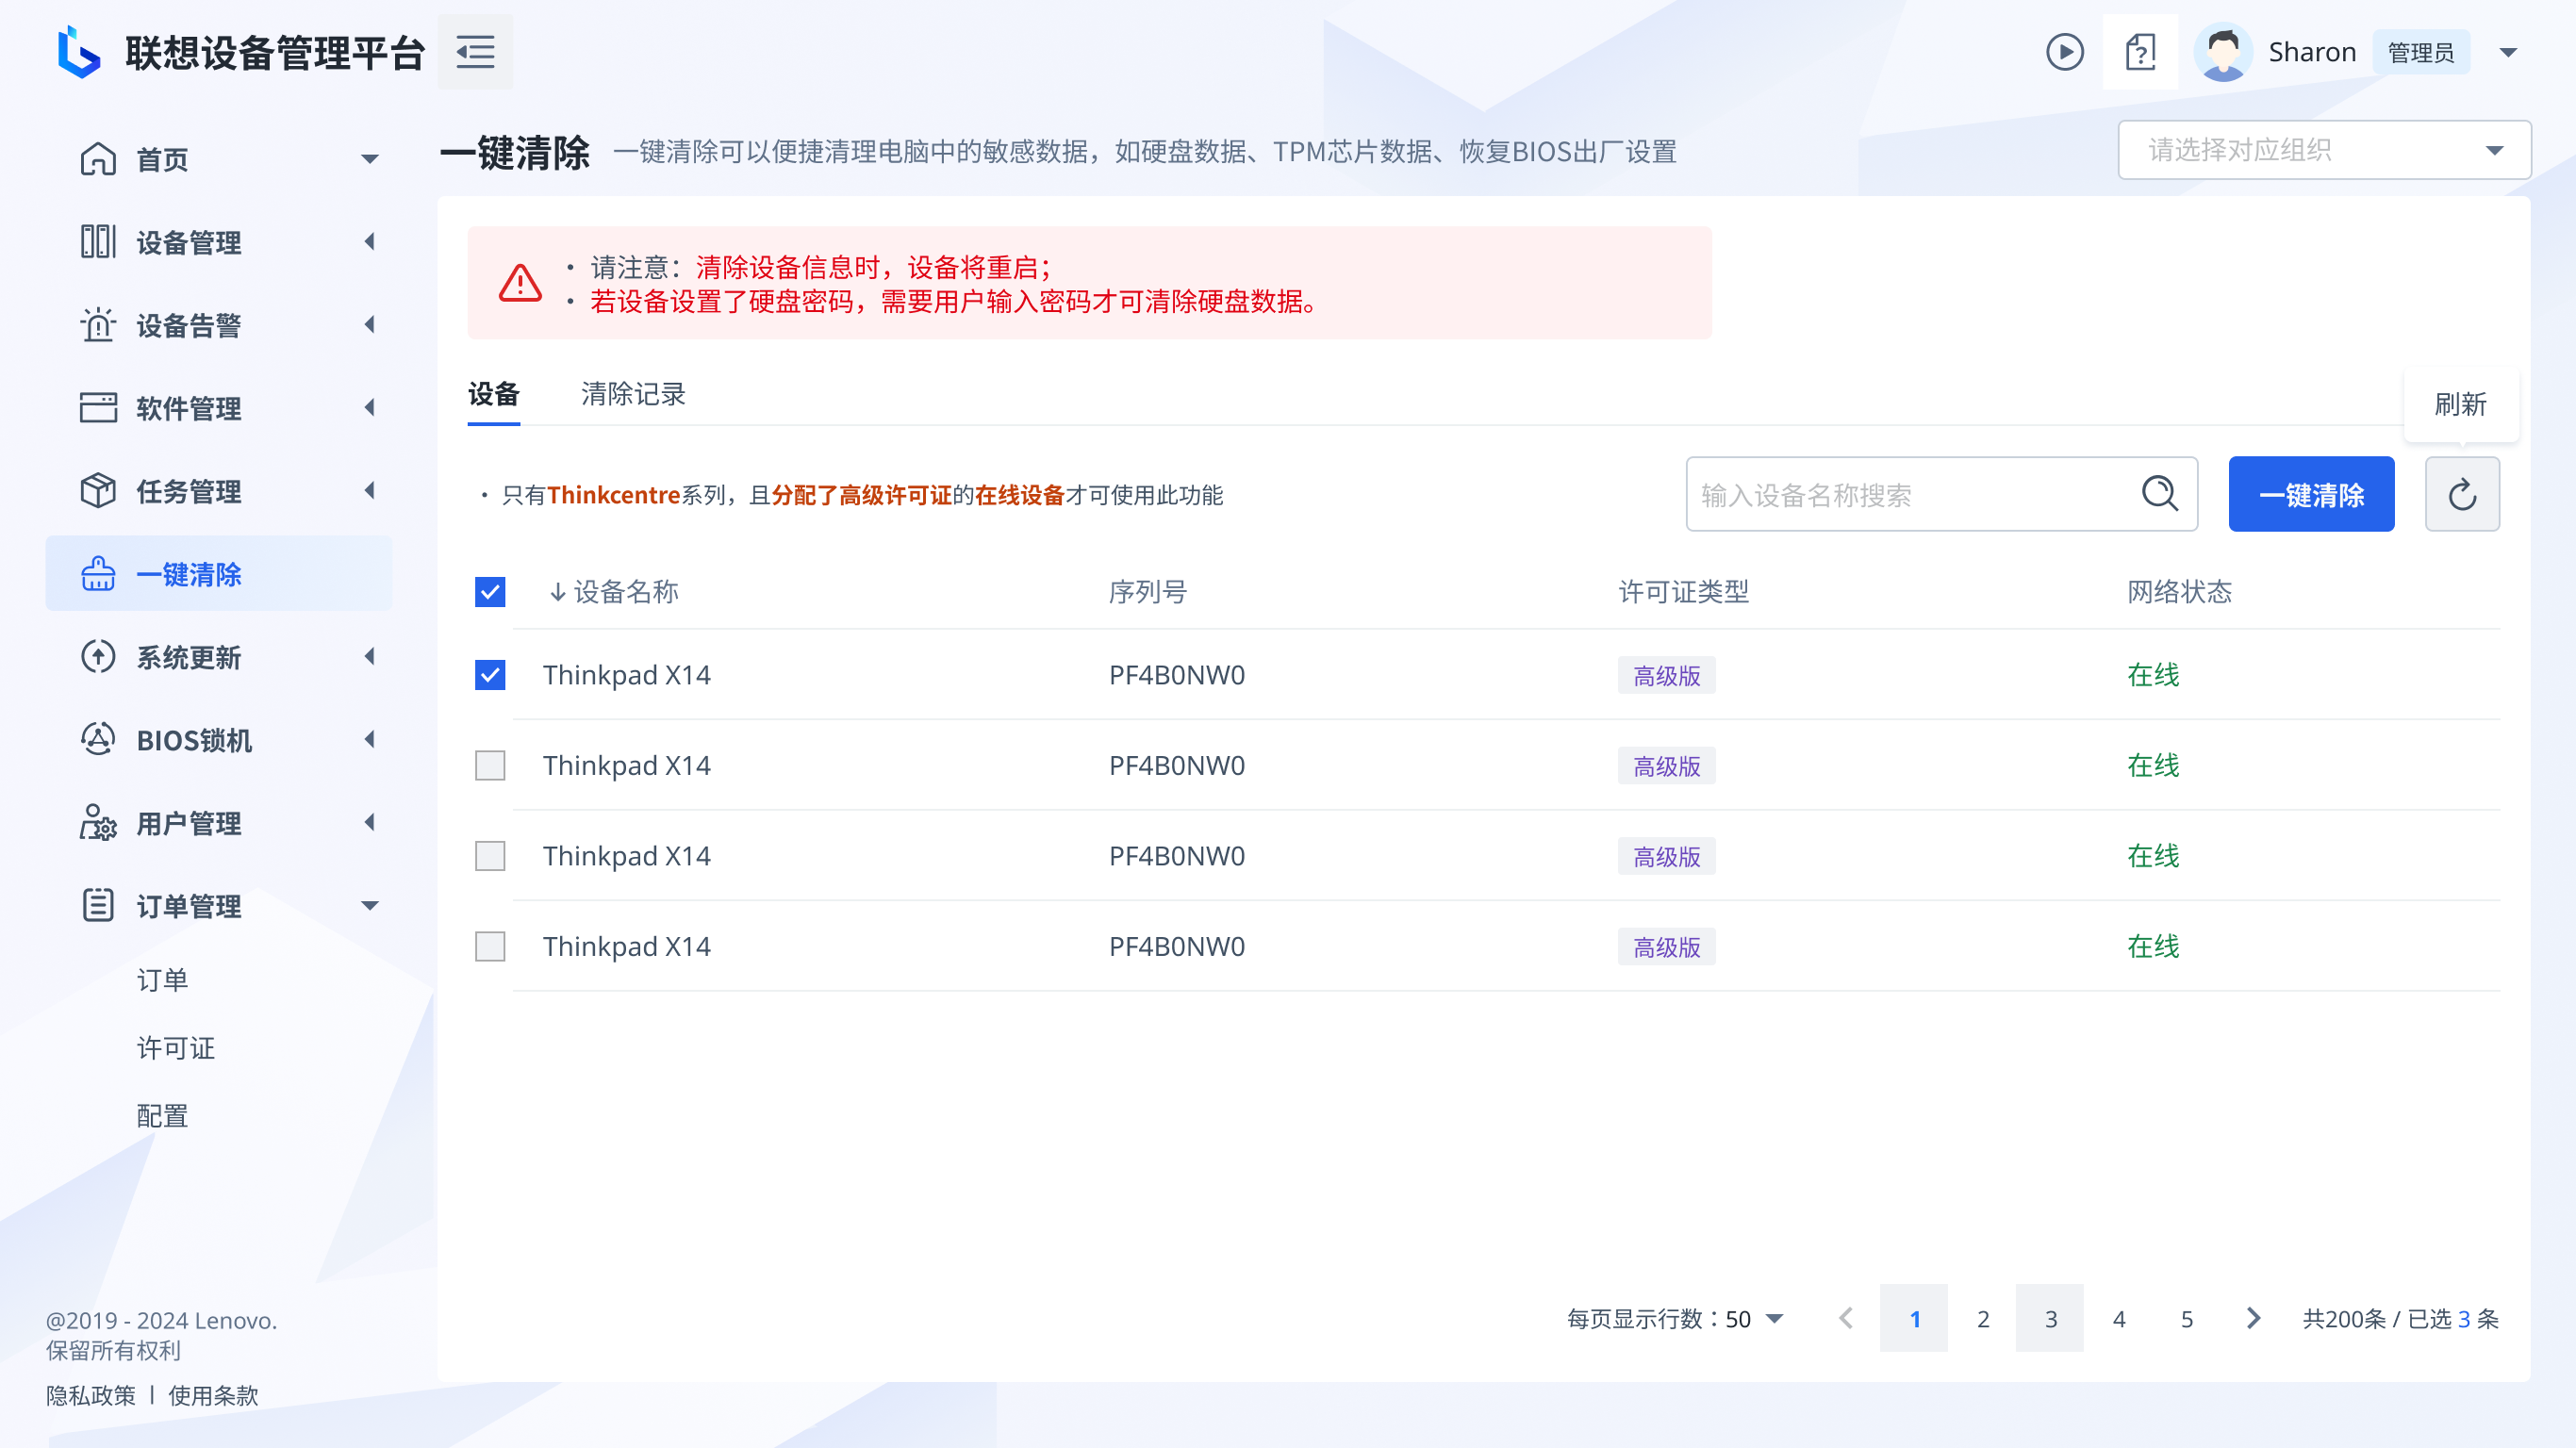 联想设备管理平台
Sharon 管理员
首页
设备管理
设备告警
软件管理
任务管理
一键清除
系统更新
BIOS锁机
用户管理
订单管理
订单
许可证
配置
@2019 - 2024 Lenovo.
保留所有权利
隐私政策 | 使用条款
一键清除 一键清除可以便捷清理电脑中的敏感数据，如硬盘数据、TPM芯片数据、恢复BIOS出厂设置
请选择对应组织
• 请注意：清除设备信息时，设备将重启；
• 若设备设置了硬盘密码，需要用户输入密码才可清除硬盘数据。
设备 清除记录
刷新
• 只有Thinkcentre系列，且分配了高级许可证的在线设备才可使用此功能
输入设备名称搜索 一键清除
设备名称 序列号 许可证类型 网络状态
Thinkpad X14 PF4B0NW0 高级版 在线
Thinkpad X14 PF4B0NW0 高级版 在线
Thinkpad X14 PF4B0NW0 高级版 在线
Thinkpad X14 PF4B0NW0 高级版 在线
每页显示行数：50 1 2 3 4 5 共200条 / 已选 3 条